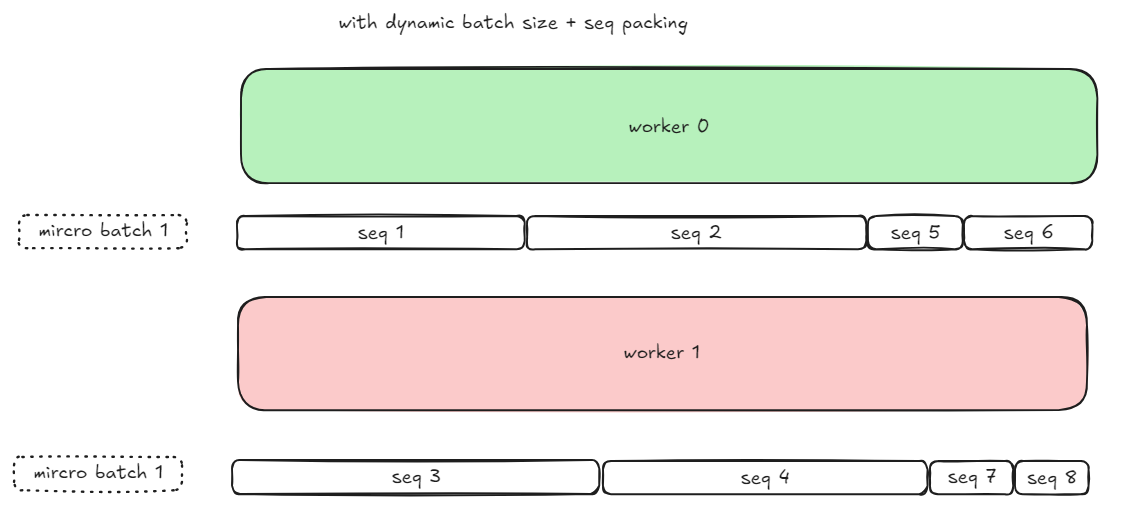 with dynamic batch size + seq packing
worker 0
mircro batch 1
seq 1
seq 2
seq 5
seq 6
worker 1
mircro batch 1
seq 3
seq 4
seq 7
seq 8